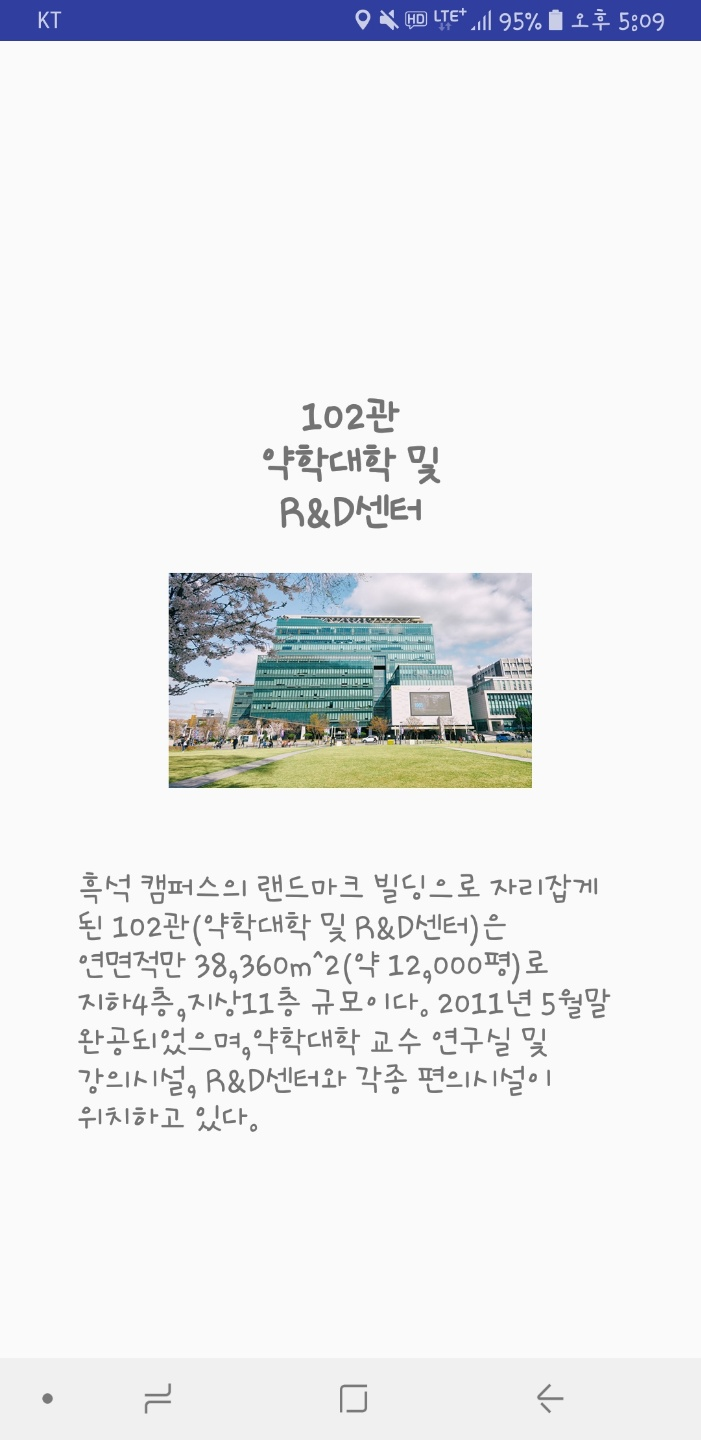 KT HD LTE+ 95% 오후 5:09
102관
약학대학 및
R&D센터
흑석 캠퍼스의 랜드마크 빌딩으로 자리잡게
된 102관(약학대학 및 R&D센터)은
연면적만 38,360m^2(약 12,000평)로
지하4층,지상11층 규모이다. 2011년 5월말
완공되었으며,약학대학 교수 연구실 및
강의시설, R&D센터와 각종 편의시설이
위치하고 있다.